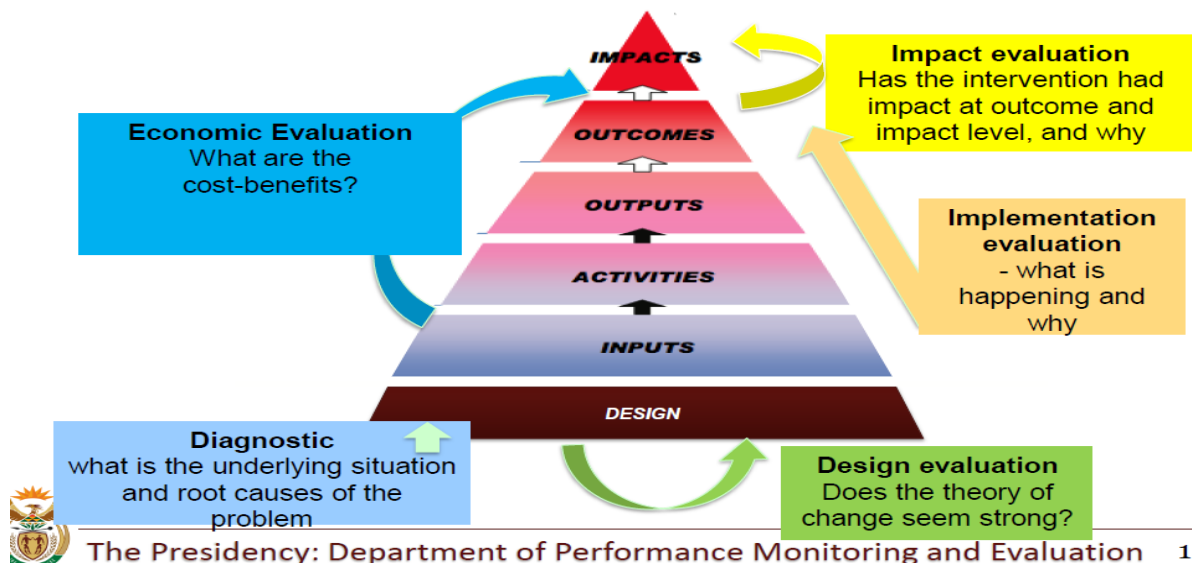 IMPACTS
OUTCOMES
OUTPUTS
ACTIVITIES
INPUTS
DESIGN
Economic Evaluation
What are the
cost-benefits?
Impact evaluation
Has the intervention had
impact at outcome and
impact level, and why
Implementation
evaluation
- what is
happening and
why
Diagnostic
what is the underlying situation
and root causes of the
problem
Design evaluation
Does the theory of
change seem strong?
The Presidency: Department of Performance Monitoring and Evaluation 1